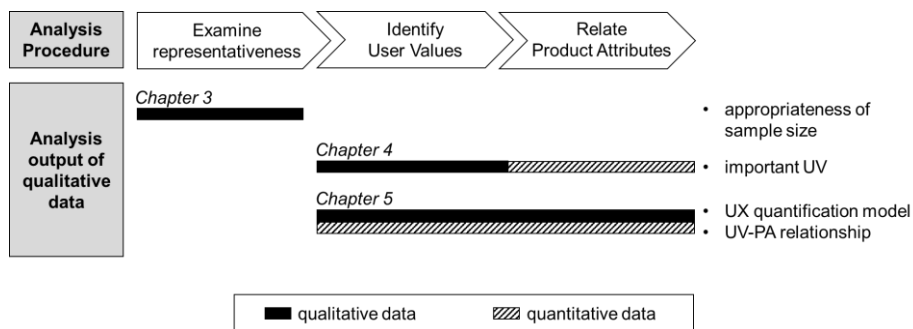 Analysis
Procedure
Examine
representativeness
Identify
User Values
Relate
Product Attributes
Analysis
output of
qualitative
data
Chapter 3
• appropriateness of
sample size
Chapter 4
• important UV
Chapter 5
• UX quantification model
• UV-PA relationship
qualitative data
quantitative data